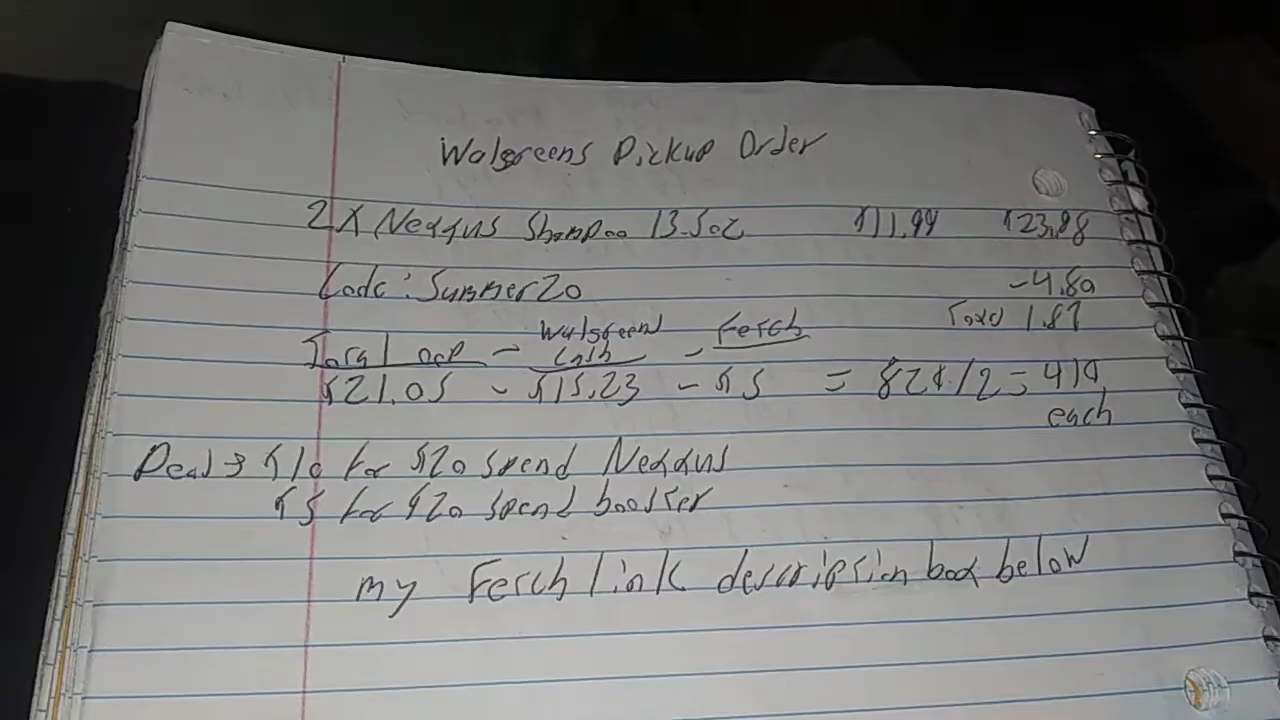 Walgreens Pickup Order
2 X Nexxus Shampoo 13.5oz $11.99 $23.98
Code: Summer20 -4.80
Taxd 1.87
Total OOP - Walgreens Cash - Fetch
$21.05 - $15.23 - $5 = 82¢/2 = 41¢ each
Deal → $10 for $20 spend Nexxus
$5 for $20 spend booster
my Fetch link description box below